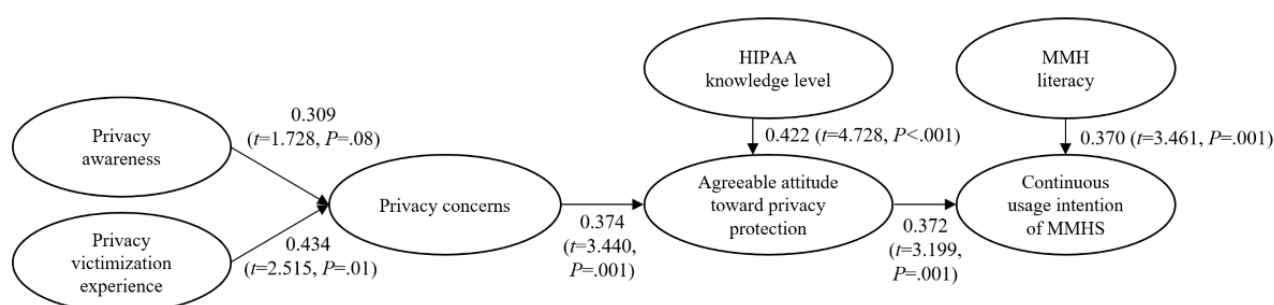 HIPAA
knowledge level
MMH
literacy
0.309
(t=1.728, P=.08)
Privacy
awareness
0.422 (t=4.728, P<.001)
0.370 (t=3.461, P=.001)
Privacy concerns
Agreeable attitude
toward privacy
protection
Continuous
usage intention
of MMHS
Privacy
victimization
experience
0.434
(t=2.515, P=.01)
0.374
(t=3.440,
P=.001)
0.372
(t=3.199,
P=.001)